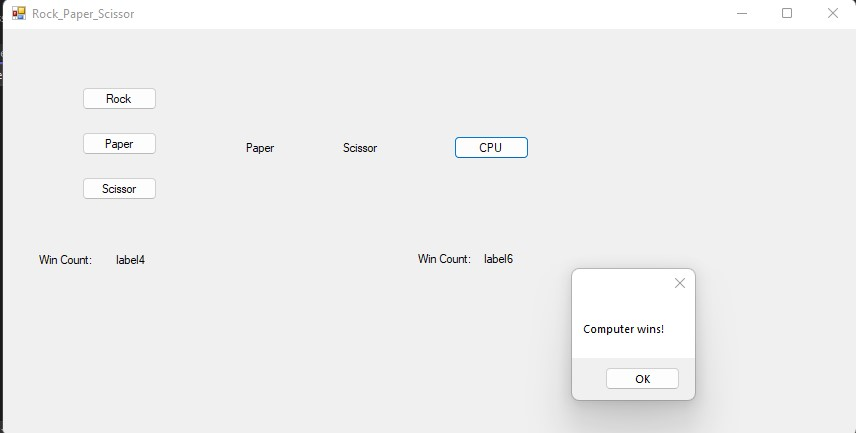 Rock_Paper_Scissor
Rock
Paper
Scissor
Paper
Scissor
CPU
Win Count:
label4
Win Count:
label6
Computer wins!
OK